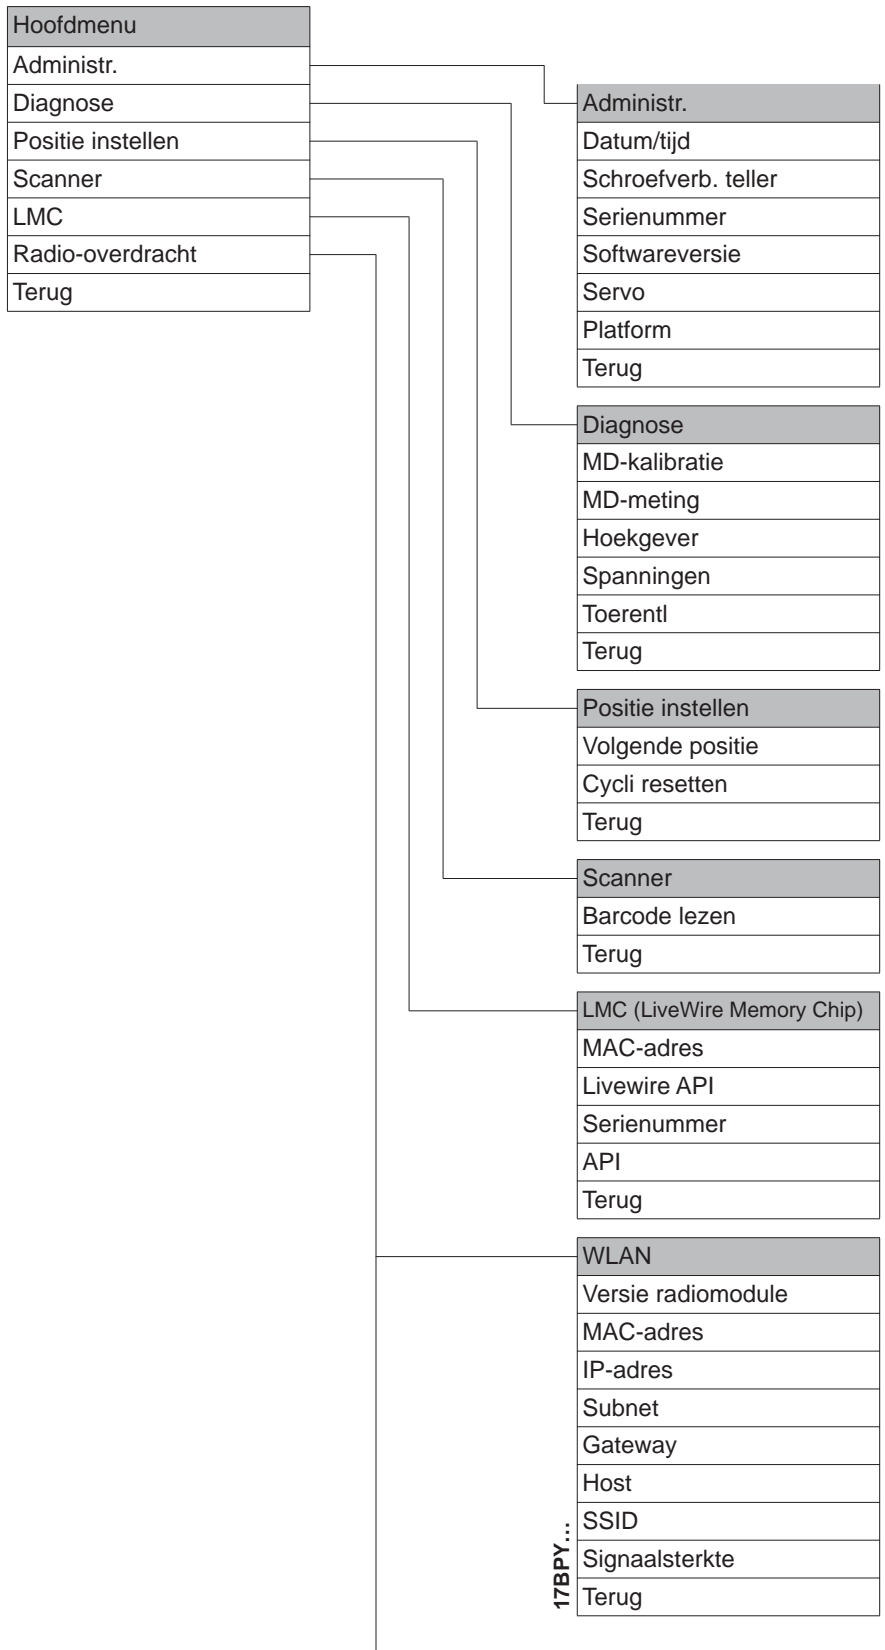 Hoofdmenu
Administr.
Diagnose
Positie instellen
Scanner
LMC
Radio-overdracht
Terug
Administr.
Datum/tijd
Schroefverb. teller
Serienummer
Softwareversie
Servo
Platform
Terug
Diagnose
MD-kalibratie
MD-meting
Hoekgever
Spanningen
Toerentl
Terug
Positie instellen
Volgende positie
Cycli resetten
Terug
Scanner
Barcode lezen
Terug
LMC (LiveWire Memory Chip)
MAC-adres
Livewire API
Serienummer
API
Terug
WLAN
Versie radiomodule
MAC-adres
IP-adres
Subnet
Gateway
Host
SSID
Signaalsterkte
Terug
17BPY...